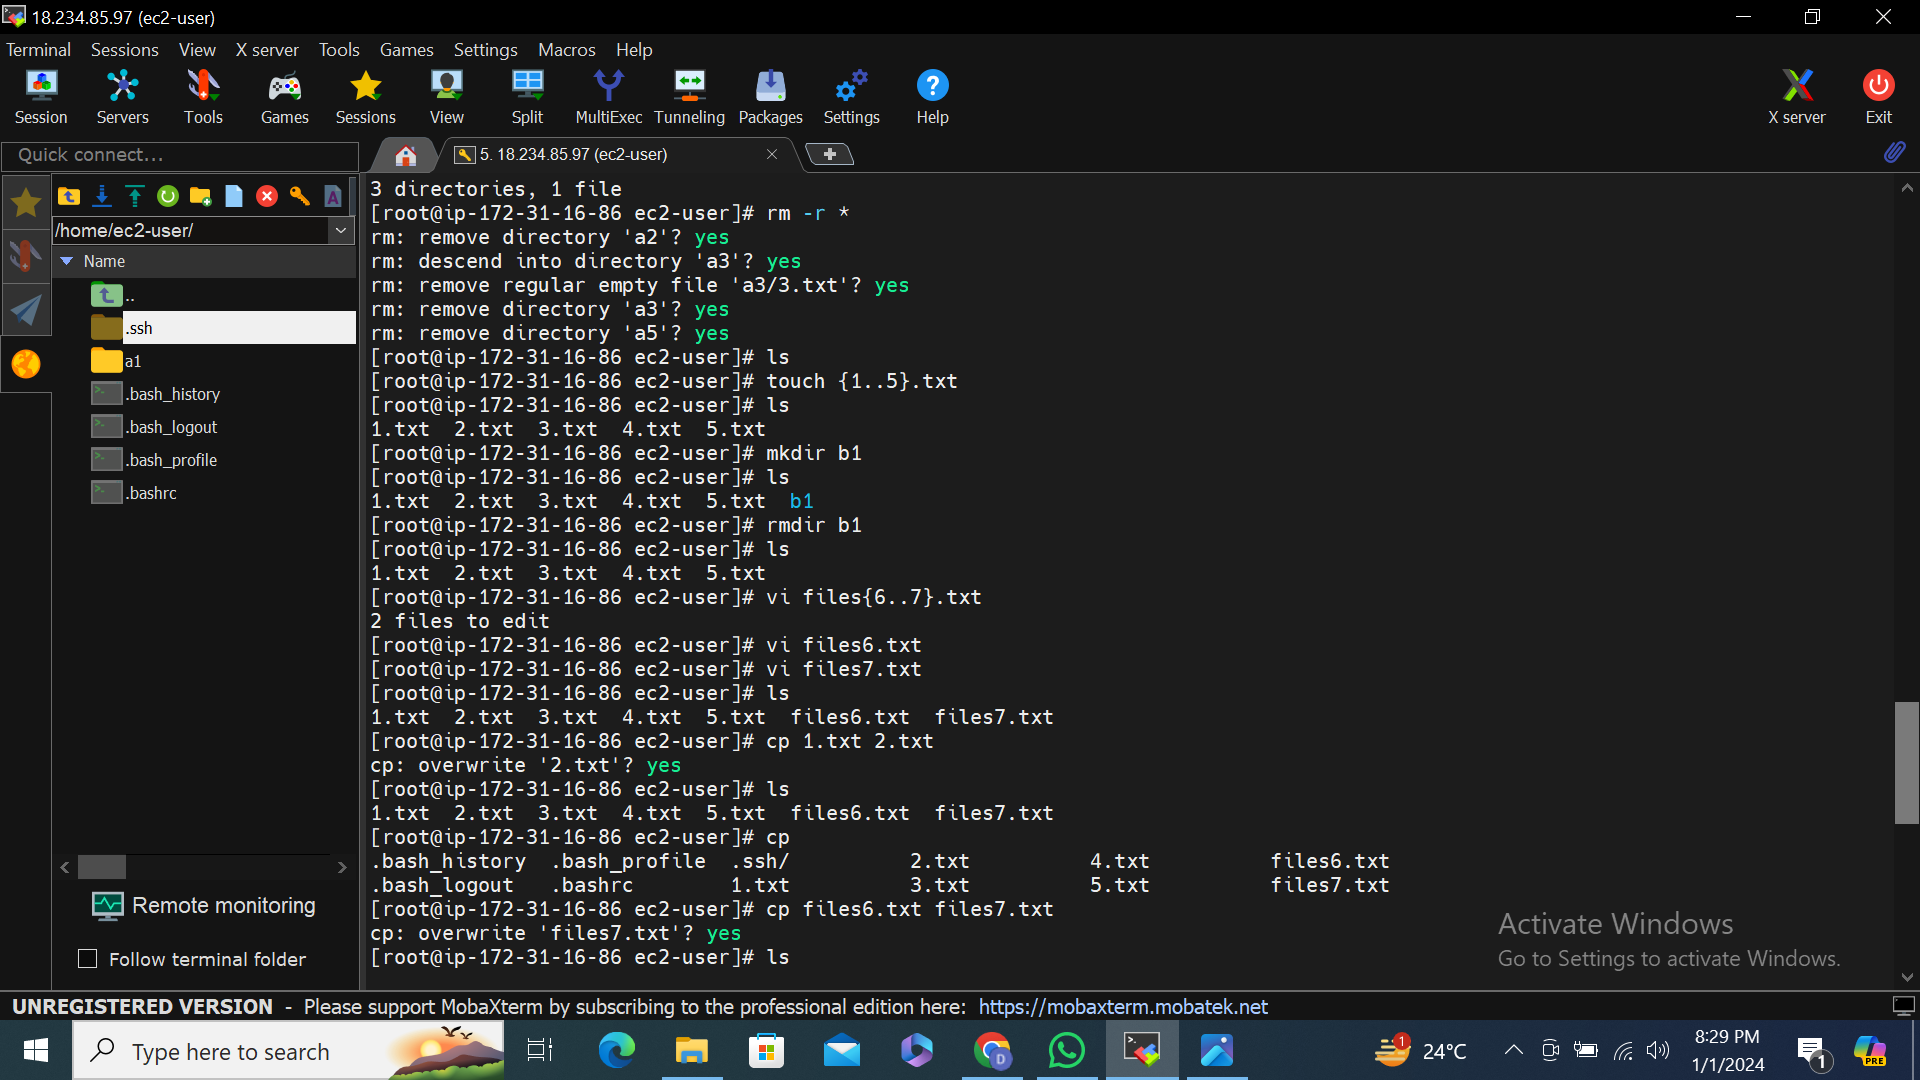 18.234.85.97 (ec2-user)
Terminal Sessions View X server Tools Games Settings Macros Help
Session Servers Tools Games Sessions View Split MultiExec Tunneling Packages Settings Help X server Exit
Quick connect...
5. 18.234.85.97 (ec2-user)
/home/ec2-user/
Name
..
.ssh
a1
.bash_history
.bash_logout
.bash_profile
.bashrc
Remote monitoring
Follow terminal folder
3 directories, 1 file
[root@ip-172-31-16-86 ec2-user]# rm -r *
rm: remove directory 'a2'? yes
rm: descend into directory 'a3'? yes
rm: remove regular empty file 'a3/3.txt'? yes
rm: remove directory 'a3'? yes
rm: remove directory 'a5'? yes
[root@ip-172-31-16-86 ec2-user]# ls
[root@ip-172-31-16-86 ec2-user]# touch {1..5}.txt
[root@ip-172-31-16-86 ec2-user]# ls
1.txt  2.txt  3.txt  4.txt  5.txt
[root@ip-172-31-16-86 ec2-user]# mkdir b1
[root@ip-172-31-16-86 ec2-user]# ls
1.txt  2.txt  3.txt  4.txt  5.txt  b1
[root@ip-172-31-16-86 ec2-user]# rmdir b1
[root@ip-172-31-16-86 ec2-user]# ls
1.txt  2.txt  3.txt  4.txt  5.txt
[root@ip-172-31-16-86 ec2-user]# vi files{6..7}.txt
2 files to edit
[root@ip-172-31-16-86 ec2-user]# vi files6.txt
[root@ip-172-31-16-86 ec2-user]# vi files7.txt
[root@ip-172-31-16-86 ec2-user]# ls
1.txt  2.txt  3.txt  4.txt  5.txt  files6.txt  files7.txt
[root@ip-172-31-16-86 ec2-user]# cp 1.txt 2.txt
cp: overwrite '2.txt'? yes
[root@ip-172-31-16-86 ec2-user]# ls
1.txt  2.txt  3.txt  4.txt  5.txt  files6.txt  files7.txt
[root@ip-172-31-16-86 ec2-user]# cp
.bash_history  .bash_profile  .ssh/  2.txt  4.txt  files6.txt
.bash_logout  .bashrc  1.txt  3.txt  5.txt  files7.txt
[root@ip-172-31-16-86 ec2-user]# cp files6.txt files7.txt
cp: overwrite 'files7.txt'? yes
[root@ip-172-31-16-86 ec2-user]# ls
Activate Windows
Go to Settings to activate Windows.
UNREGISTERED VERSION - Please support MobaXterm by subscribing to the professional edition here: https://mobaxterm.mobatek.net
Type here to search
D
1
24°C
8:29 PM
1/1/2024
1
PRE